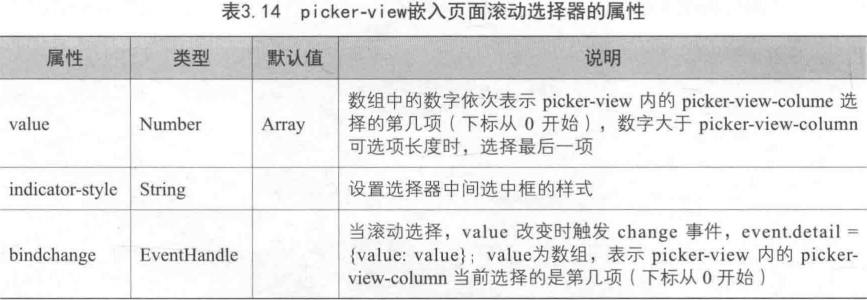 表3.14 picker-view嵌入页面滚动选择器的属性
属性 类型 默认值 说明
value Number Array 数组中的数字依次表示 picker-view 内的 picker-view-colume 选
择的第几项（下标从 0 开始），数字大于 picker-view-column
可选项长度时，选择最后一项
indicator-style String 设置选择器中间选中框的样式
bindchange EventHandle 当滚动选择，value 改变时触发 change 事件，event.detail =
{value: value}；value为数组，表示 picker-view 内的 picker-
view-column 当前选择的是第几项（下标从 0 开始）